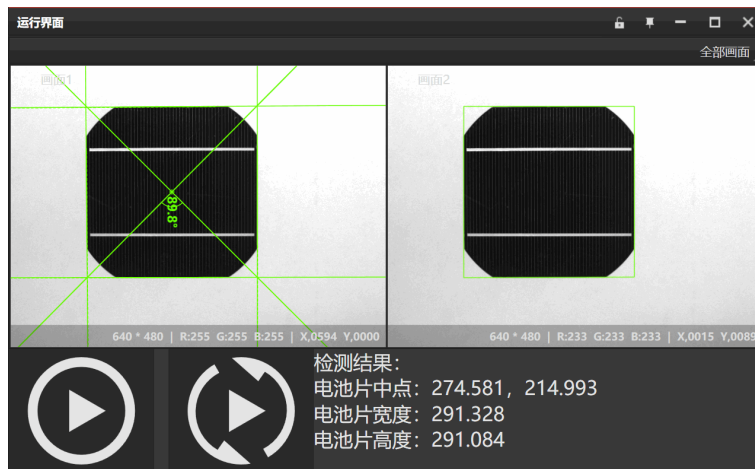 运行界面
全部画面
画面1
画面2
89.8°
640 * 480 | R:255 G:255 B:255 | X,0594 Y,0000
640 * 480 | R:233 G:233 B:233 | X,0015 Y,0089
检测结果：
电池片中点：274.581，214.993
电池片宽度：291.328
电池片高度：291.084